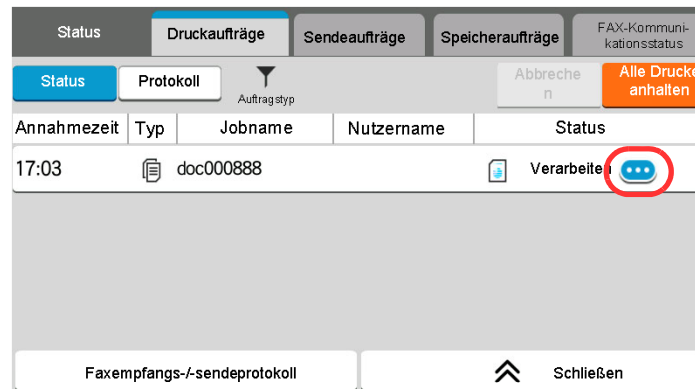 Status Druckaufträge Sendeaufträge Speicheraufträge FAX-Kommuni-
kationsstatus
Status Protokoll Auftragstyp Abbreche
n Alle Drucke
anhalten
Annahmezeit Typ Jobname Nutzername Status
17:03 doc000888 Verarbeiten
Faxempfangs-/-sendeprotokoll Schließen